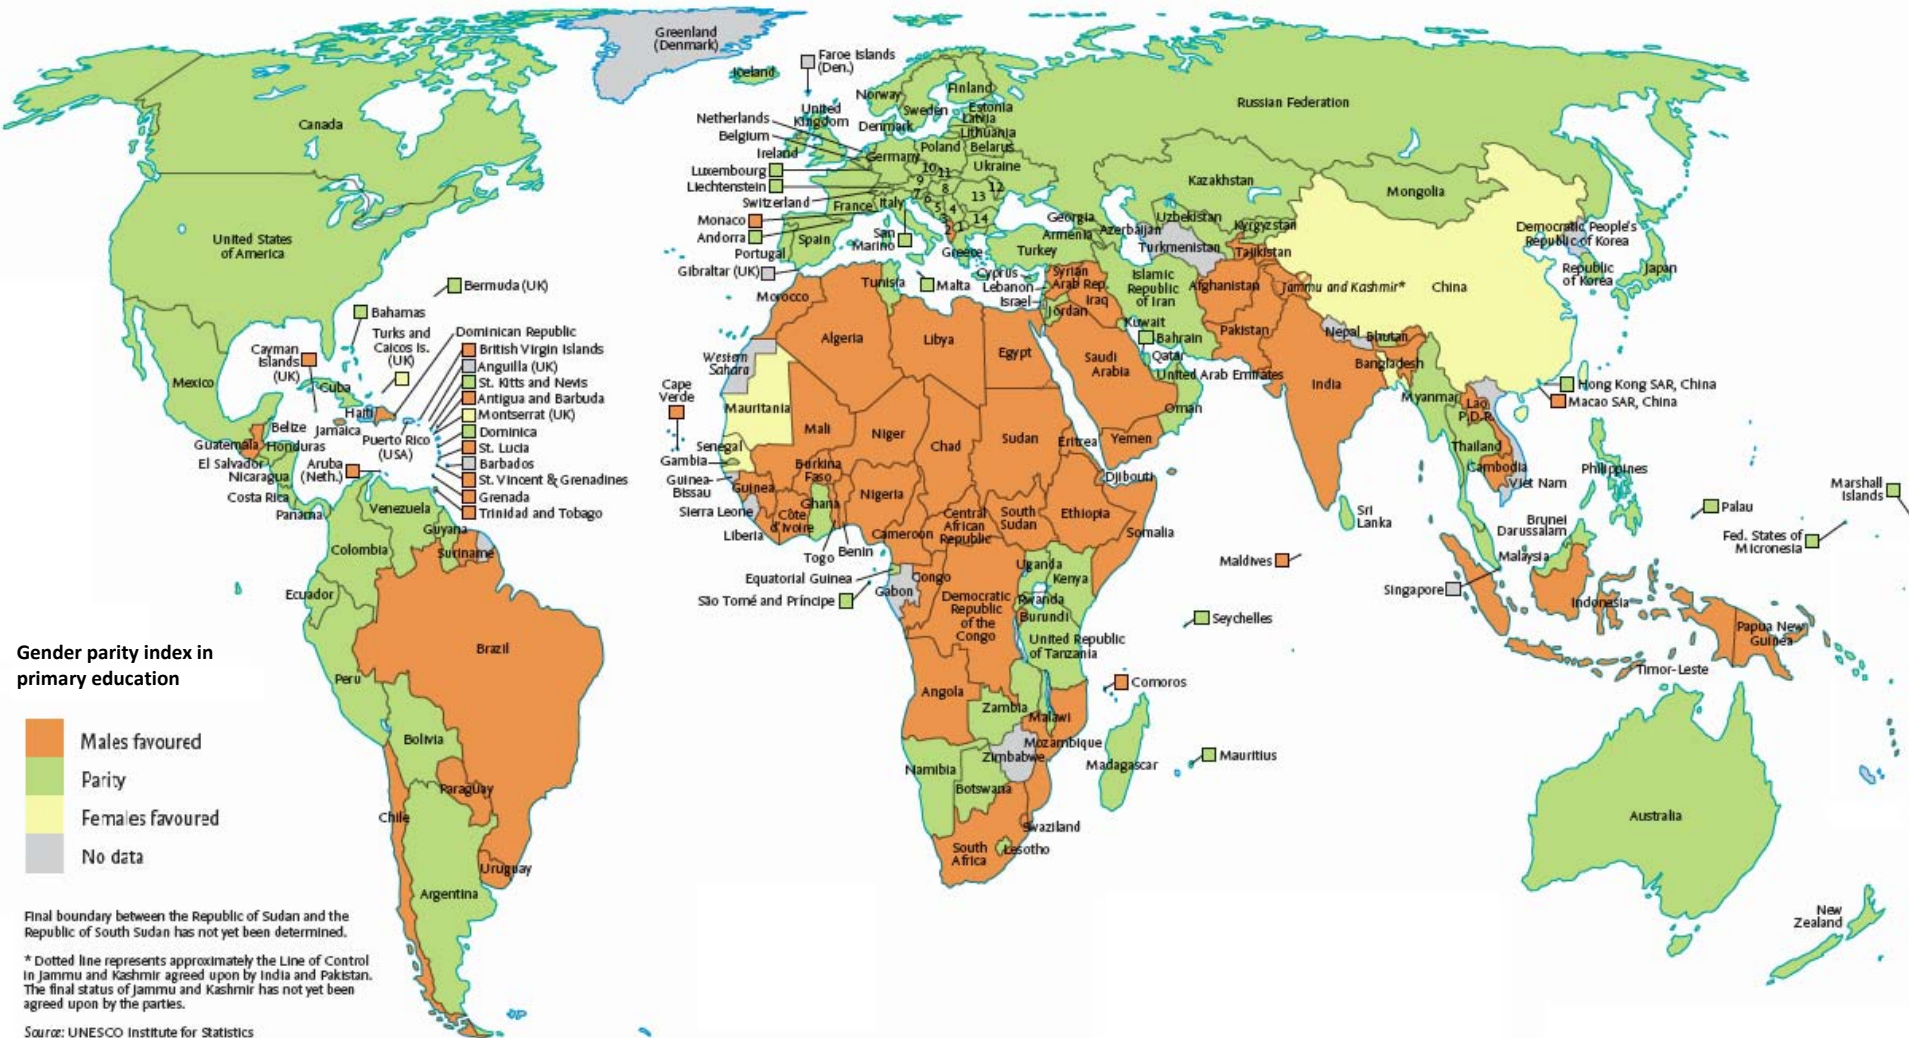 Greenland
(Denmark)
Faroe Islands
(Den.)
Iceland
Norway
Sweden
Finland
Estonia
Latvia
Lithuania
Belarus
Russian Federation
Canada
United
Kingdom
Denmark
Netherlands
Belgium
Ireland
Luxembourg
Liechtenstein
Switzerland
Monaco
Andorra
Portugal
Gibraltar (UK)
Germany
Poland
Ukraine
France
Italy
Spain
San
Marino
Greece
10
11
9
8
7
6
5
4
3
2
1
12
13
14
Kazakhstan
Mongolia
Georgia
Armenia
Azerbaijan
Uzbekistan
Kyrgyzstan
Turkmenistan
Tajikistan
Turkey
Democratic People's
Republic of Korea
Republic
of Korea
Japan
China
United States
of America
Bermuda (UK)
Bahamas
Turks and
Caicos Is.
(UK)
Dominican Republic
British Virgin Islands
Anguilla (UK)
St. Kitts and Nevis
Antigua and Barbuda
Montserrat (UK)
Dominica
St. Lucia
Barbados
St. Vincent & Grenadines
Grenada
Trinidad and Tobago
Cayman
Islands
(UK)
Cuba
Mexico
Haiti
Belize
Jamaica
Puerto Rico
(USA)
Guatemala
Honduras
El Salvador
Nicaragua
Aruba
(Neth.)
Costa Rica
Panama
Venezuela
Guyana
Suriname
Colombia
Ecuador
Peru
Brazil
Bolivia
Paraguay
Chile
Uruguay
Argentina
Morocco
Tunisia
Malta
Cyprus
Lebanon
Israel
Syrian
Arab Rep.
Iraq
Jordan
Islamic
Republic
of Iran
Afghanistan
Jammu and Kashmir*
Kuwait
Bahrain
Qatar
United Arab Emirates
Pakistan
Nepal
Bhutan
Bangladesh
India
Algeria
Libya
Egypt
Saudi
Arabia
Oman
Yemen
Western
Sahara
Cape
Verde
Mauritania
Mali
Niger
Chad
Sudan
Eritrea
Djibouti
Senegal
Gambia
Guinea-
Bissau
Guinea
Sierra Leone
Liberia
Burkina
Faso
Ghana
Côte
d'Ivoire
Togo
Benin
Nigeria
Cameroon
Central
African
Republic
South
Sudan
Ethiopia
Somalia
Equatorial Guinea
São Tomé and Príncipe
Gabon
Congo
Democratic
Republic
of the
Congo
Uganda
Kenya
Rwanda
Burundi
United Republic
of Tanzania
Angola
Zambia
Malawi
Mozambique
Zimbabwe
Namibia
Botswana
Swaziland
South
Africa
Lesotho
Madagascar
Comoros
Seychelles
Mauritius
Maldives
Sri
Lanka
Hong Kong SAR, China
Macao SAR, China
Myanmar
Lao
P.D.R.
Thailand
Cambodia
Viet Nam
Philippines
Palau
Marshall
Islands
Fed. States of
Micronesia
Brunei
Darussalam
Malaysia
Singapore
Indonesia
Papua New
Guinea
Timor-Leste
Australia
New
Zealand
Gender parity index in
primary education
Males favoured
Parity
Females favoured
No data
Final boundary between the Republic of Sudan and the
Republic of South Sudan has not yet been determined.
* Dotted line represents approximately the Line of Control
in Jammu and Kashmir agreed upon by India and Pakistan.
The final status of Jammu and Kashmir has not yet been
agreed upon by the parties.
Source: UNESCO Institute for Statistics